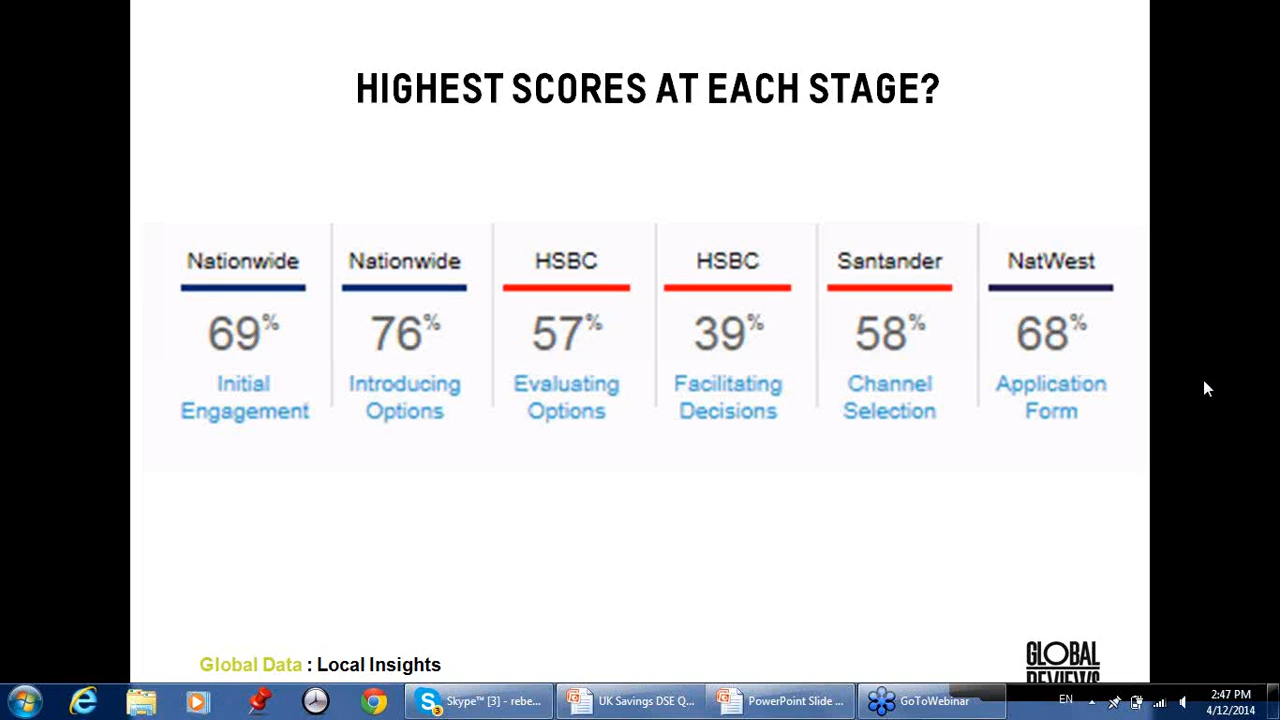 HIGHEST SCORES AT EACH STAGE?
Nationwide
69%
Initial
Engagement
Nationwide
76%
Introducing
Options
HSBC
57%
Evaluating
Options
HSBC
39%
Facilitating
Decisions
Santander
58%
Channel
Selection
NatWest
68%
Application
Form
Global Data : Local Insights
GLOBAL
REVIEWS
3
Skype™ [3] - rebe...
UK Savings DSE Q...
PowerPoint Slide ...
GoToWebinar
EN
2:47 PM
4/12/2014